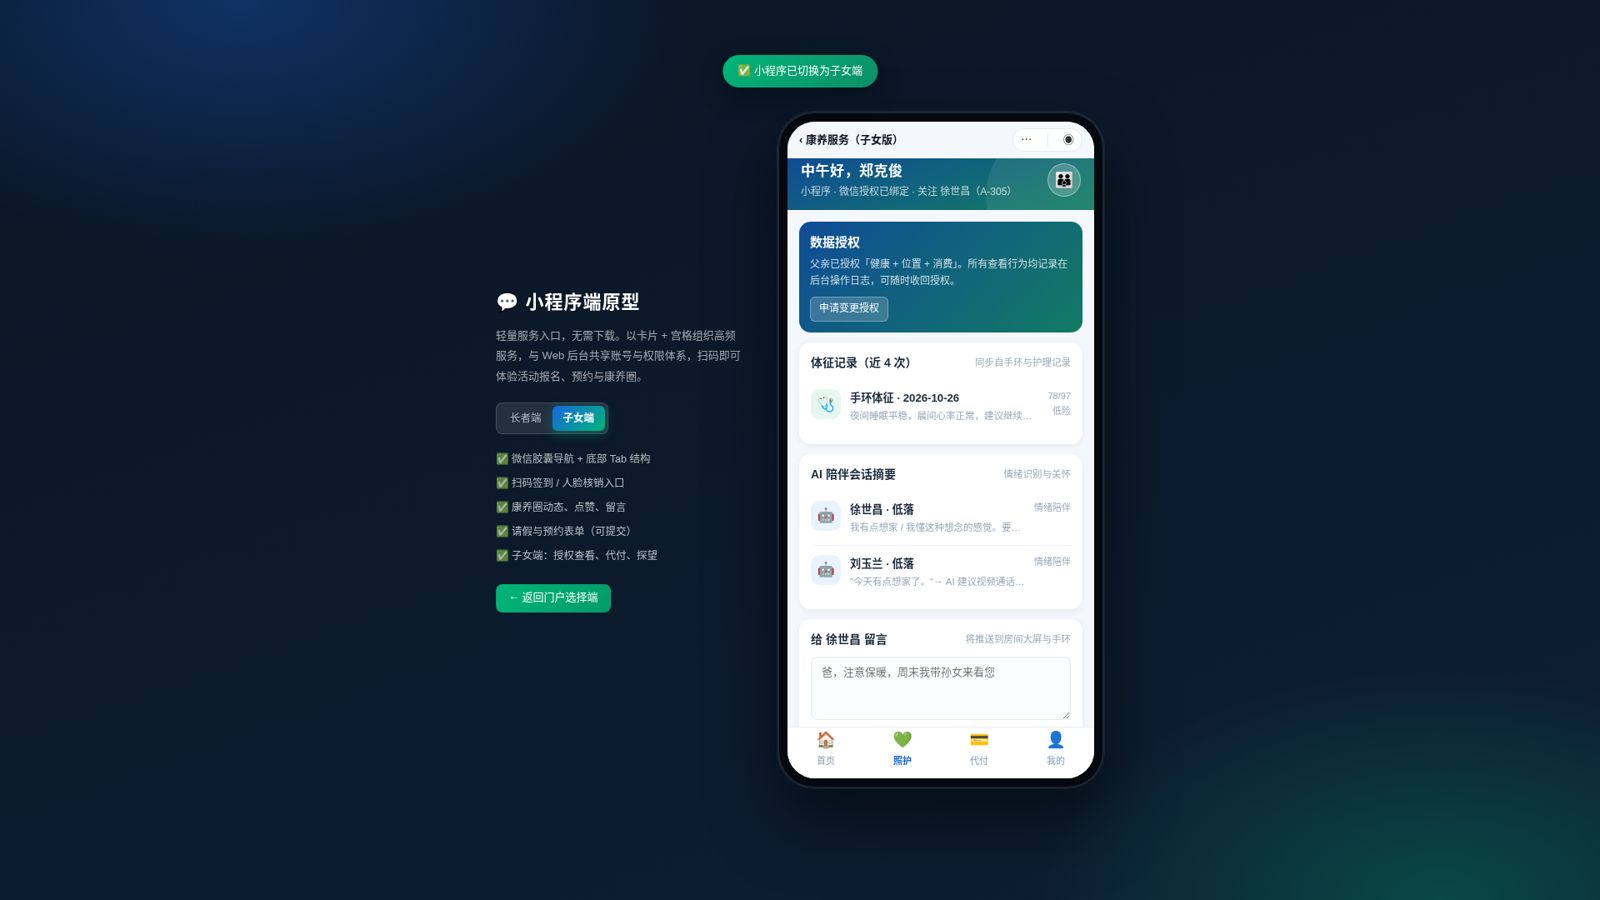 ✅ 小程序已切换为子女端
💬 小程序端原型
轻量服务入口，无需下载。以卡片 + 宫格组织高频
服务，与 Web 后台共享账号与权限体系，扫码即可
体验活动报名、预约与康养圈。
长者端 子女端
✅ 微信胶囊导航 + 底部 Tab 结构
✅ 扫码签到 / 人脸核销入口
✅ 康养圈动态、点赞、留言
✅ 请假与预约表单（可提交）
✅ 子女端：授权查看、代付、探望
← 返回门户选择端
‹ 康养服务（子女版） ··· ◉
中午好，郑克俊
小程序 · 微信授权已绑定 · 关注 徐世昌（A-305）
数据授权
父亲已授权「健康 + 位置 + 消费」。所有查看行为均记录在
后台操作日志，可随时收回授权。
申请变更授权
体征记录（近 4 次） 同步自手环与护理记录
手环体征 · 2026-10-26 78/97
夜间睡眠平稳，晨间心率正常，建议继续… 低险
AI 陪伴会话摘要 情绪识别与关怀
徐世昌 · 低落 情绪陪伴
我有点想家 / 我懂这种想念的感觉。要…
刘玉兰 · 低落 情绪陪伴
"今天有点想家了。"→ AI 建议视频通话…
给 徐世昌 留言 将推送到房间大屏与手环
爸，注意保暖，周末我带孙女来看您
首页 照护 代付 我的